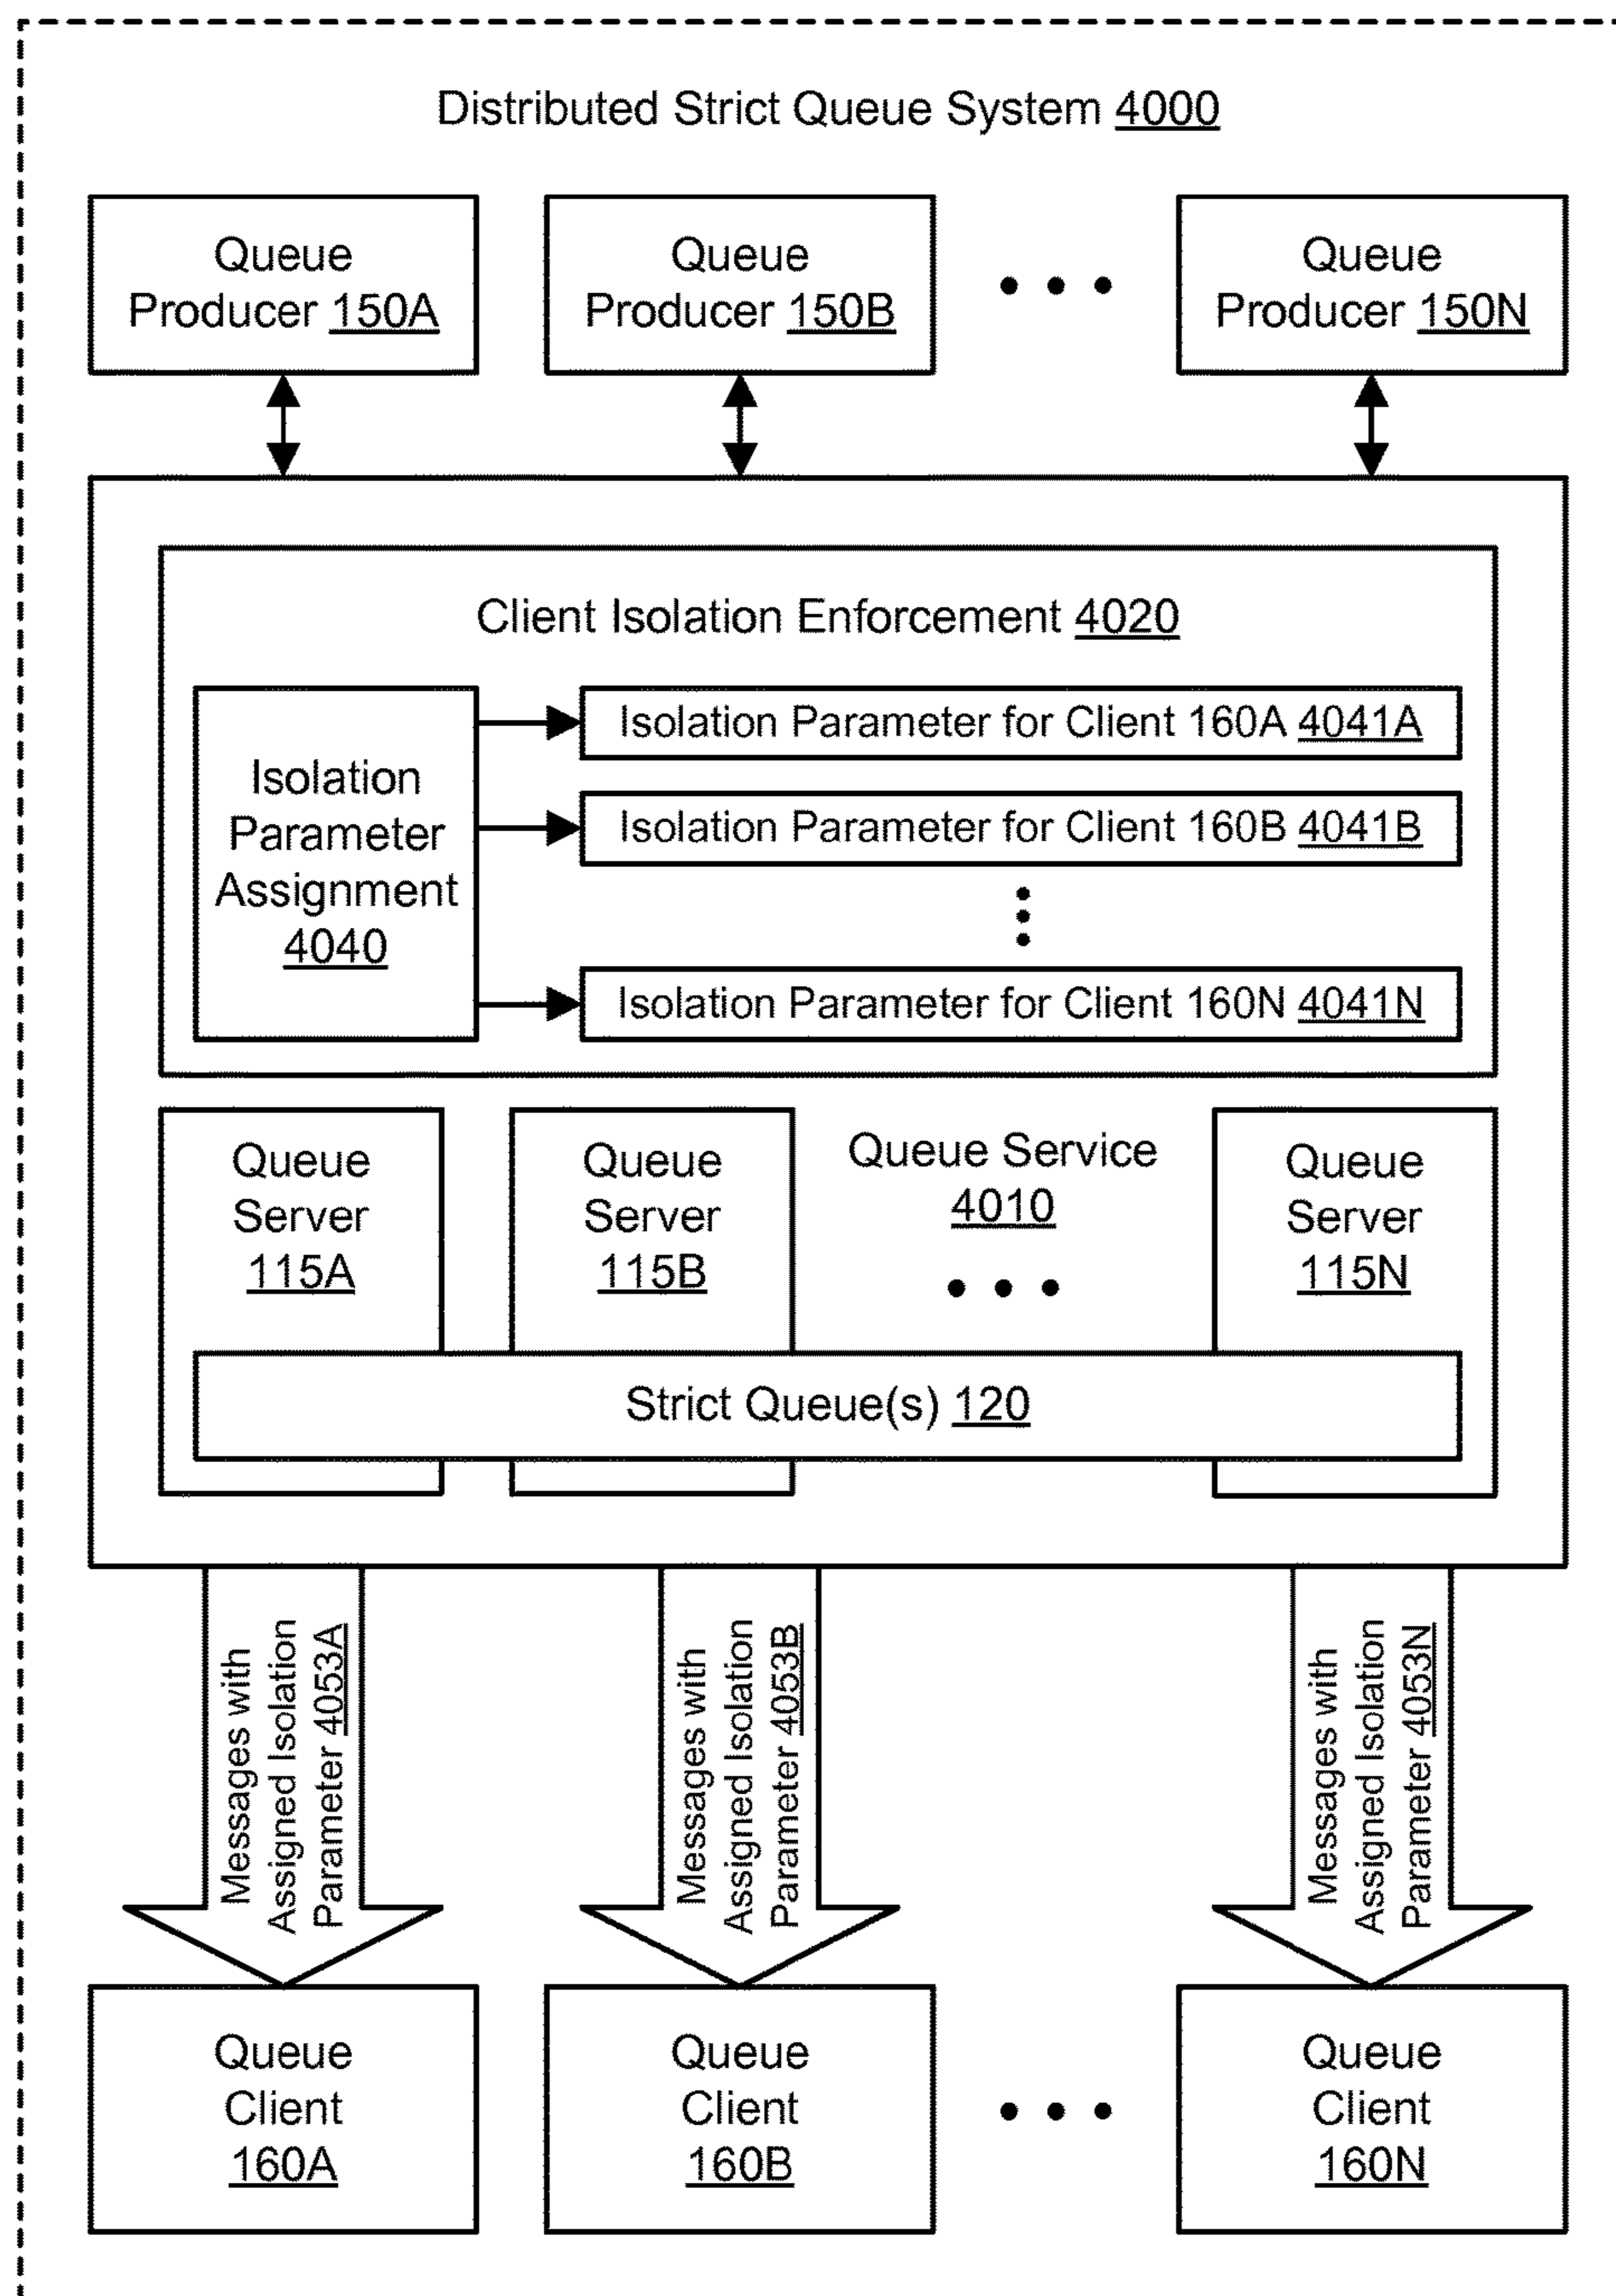 Distributed Strict Queue System 4000
Queue
Producer 150A
Queue
Producer 150B
Queue
Producer 150N
Client Isolation Enforcement 4020
Isolation
Parameter
Assignment
4040
Isolation Parameter for Client 160A 4041A
Isolation Parameter for Client 160B 4041B
Isolation Parameter for Client 160N 4041N
Queue
Server
115A
Queue
Server
115B
Queue Service
4010
Queue
Server
115N
Strict Queue(s) 120
Messages with
Assigned Isolation
Parameter 4053A
Messages with
Assigned Isolation
Parameter 4053B
Messages with
Assigned Isolation
Parameter 4053N
Queue
Client
160A
Queue
Client
160B
Queue
Client
160N